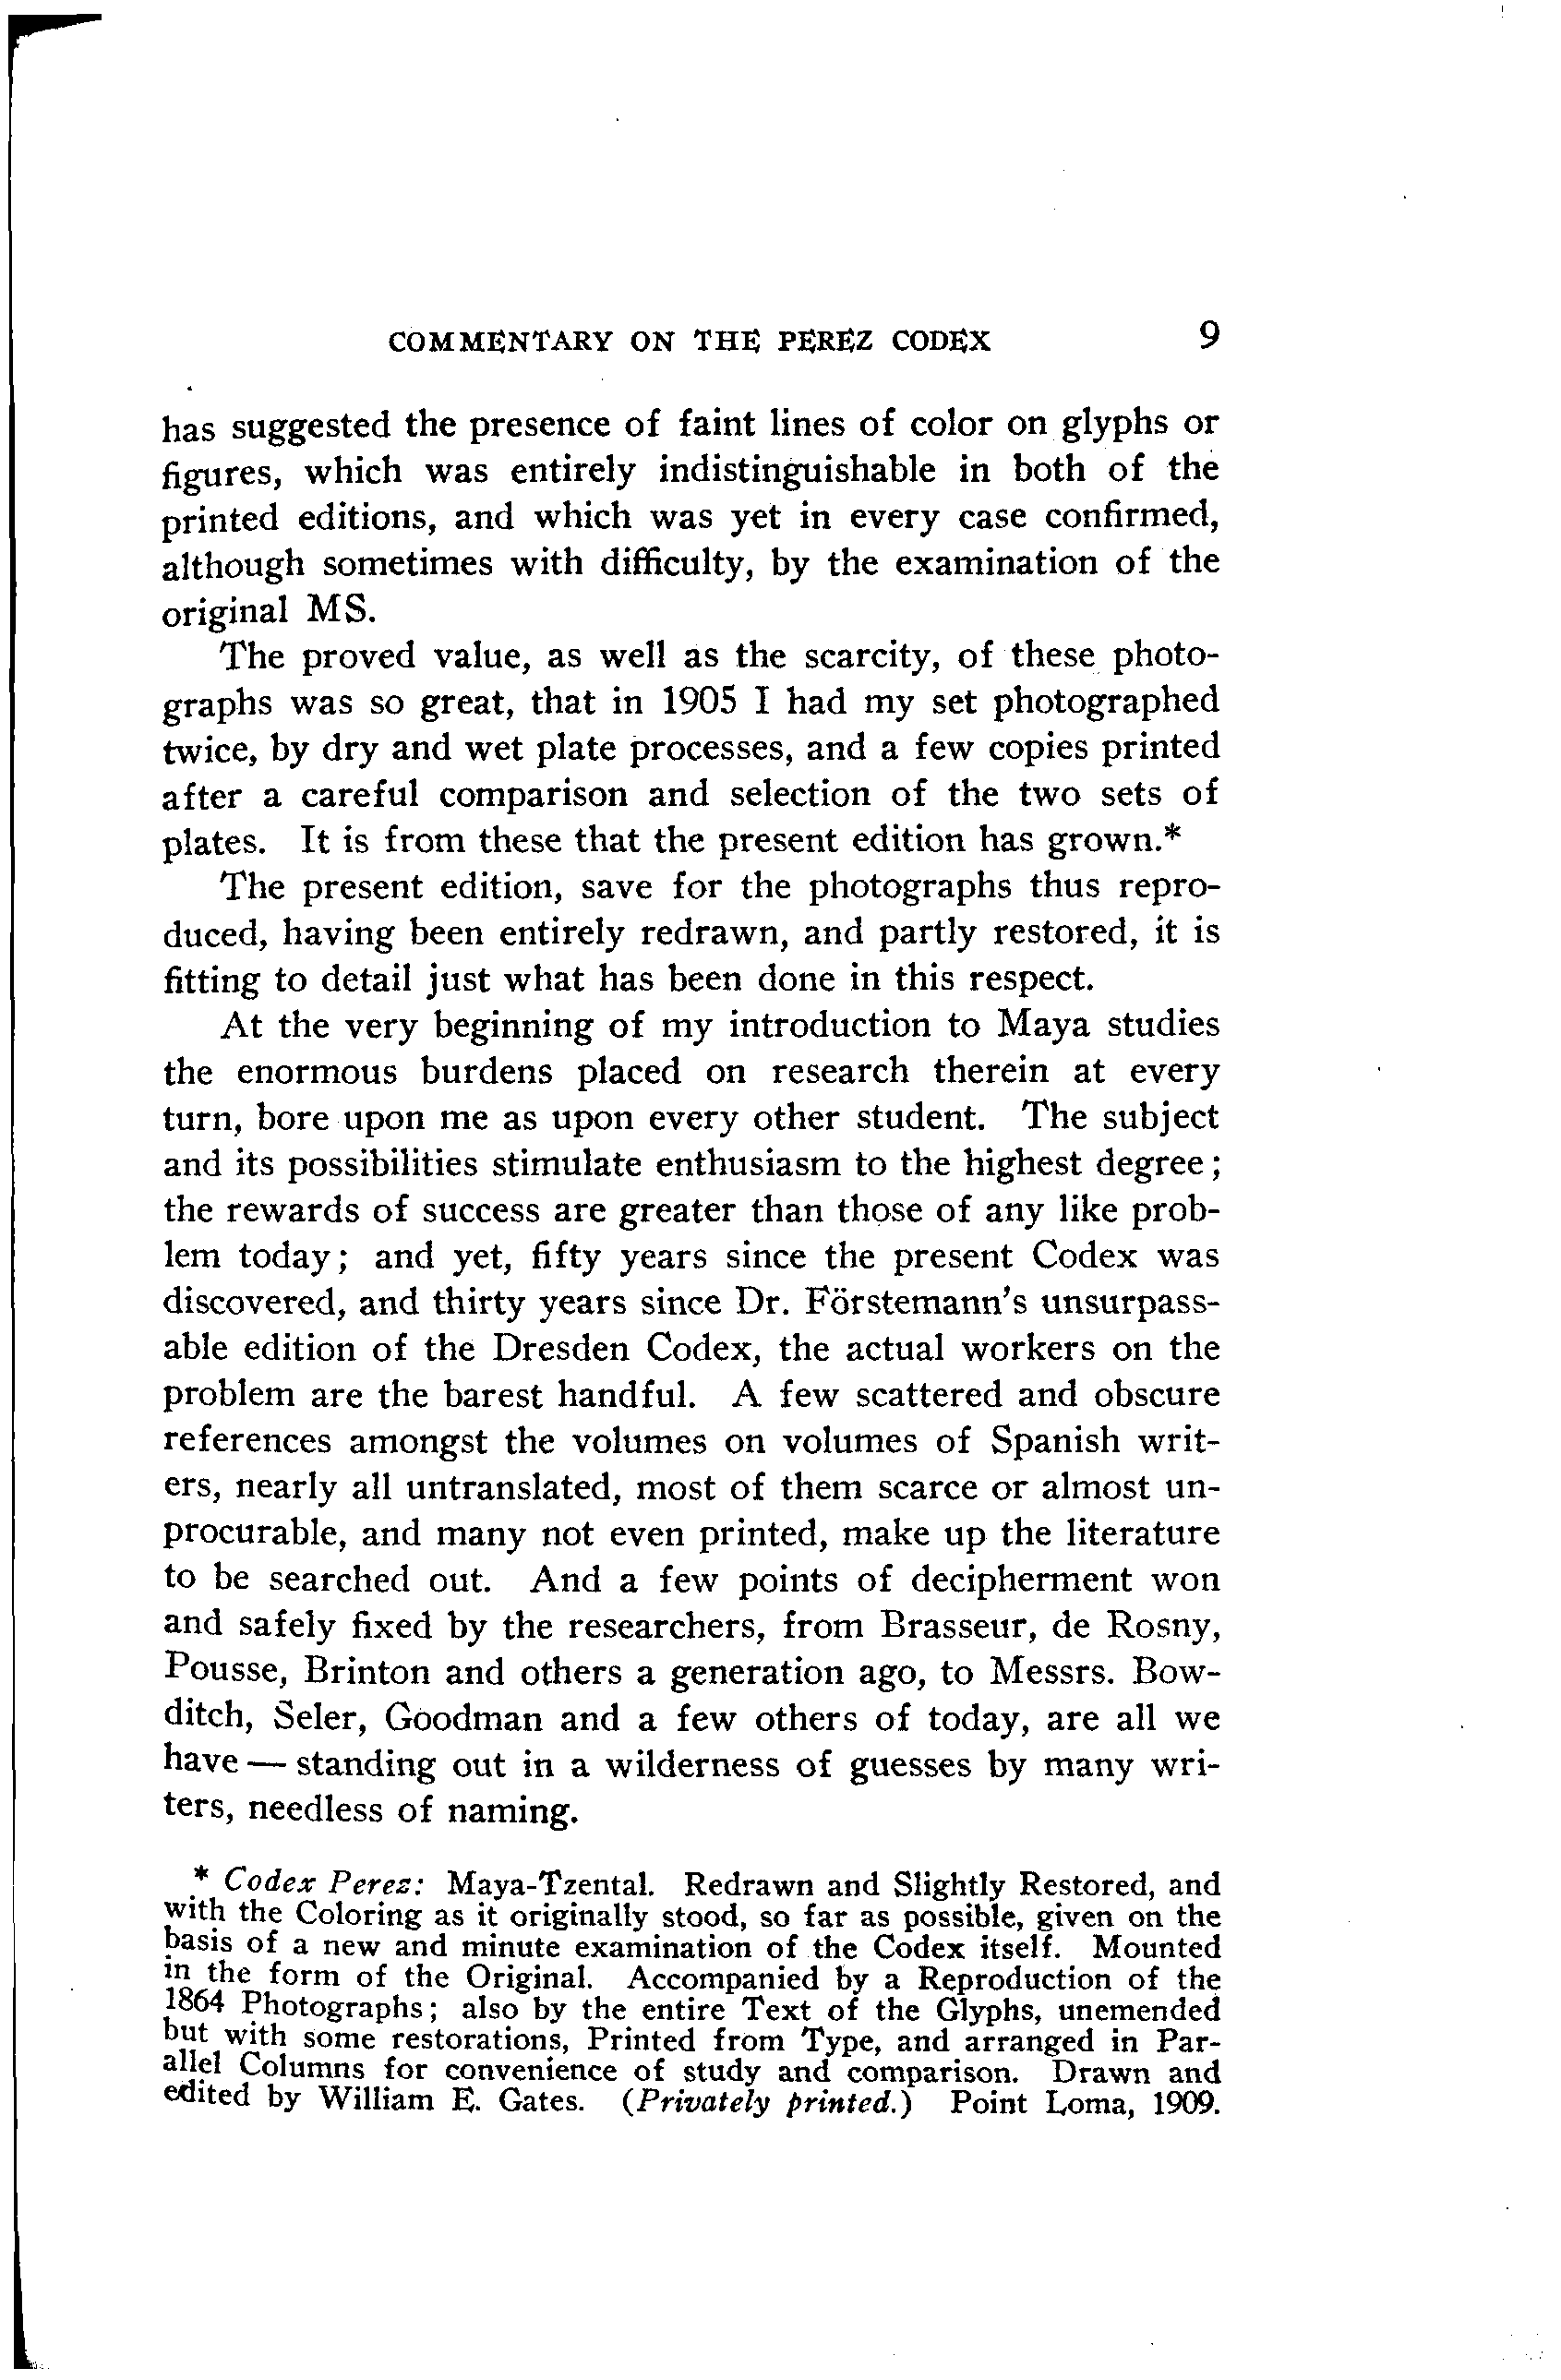 COMMENTARY ON THE PEREZ CODEX 9
has suggested the presence of faint lines of color on glyphs or
figures, which was entirely indistinguishable in both of the
printed editions, and which was yet in every case confirmed,
although sometimes with difficulty, by the examination of the
original MS.
The proved value, as well as the scarcity, of these photo-
graphs was so great, that in 1905 I had my set photographed
twice, by dry and wet plate processes, and a few copies printed
after a careful comparison and selection of the two sets of
plates. It is from these that the present edition has grown.*
The present edition, save for the photographs thus repro-
duced, having been entirely redrawn, and partly restored, it is
fitting to detail just what has been done in this respect.
At the very beginning of my introduction to Maya studies
the enormous burdens placed on research therein at every
turn, bore upon me as upon every other student. The subject
and its possibilities stimulate enthusiasm to the highest degree;
the rewards of success are greater than those of any like prob-
lem today; and yet, fifty years since the present Codex was
discovered, and thirty years since Dr. Förstemann's unsurpass-
able edition of the Dresden Codex, the actual workers on the
problem are the barest handful. A few scattered and obscure
references amongst the volumes on volumes of Spanish writ-
ers, nearly all untranslated, most of them scarce or almost un-
procurable, and many not even printed, make up the literature
to be searched out. And a few points of decipherment won
and safely fixed by the researchers, from Brasseur, de Rosny,
Pousse, Brinton and others a generation ago, to Messrs. Bow-
ditch, Seler, Goodman and a few others of today, are all we
have — standing out in a wilderness of guesses by many wri-
ters, needless of naming.
* Codex Perez: Maya-Tzental. Redrawn and Slightly Restored, and
with the Coloring as it originally stood, so far as possible, given on the
basis of a new and minute examination of the Codex itself. Mounted
in the form of the Original. Accompanied by a Reproduction of the
1864 Photographs; also by the entire Text of the Glyphs, unemended
but with some restorations, Printed from Type, and arranged in Par-
allel Columns for convenience of study and comparison. Drawn and
edited by William E. Gates. (Privately printed.) Point Loma, 1909.